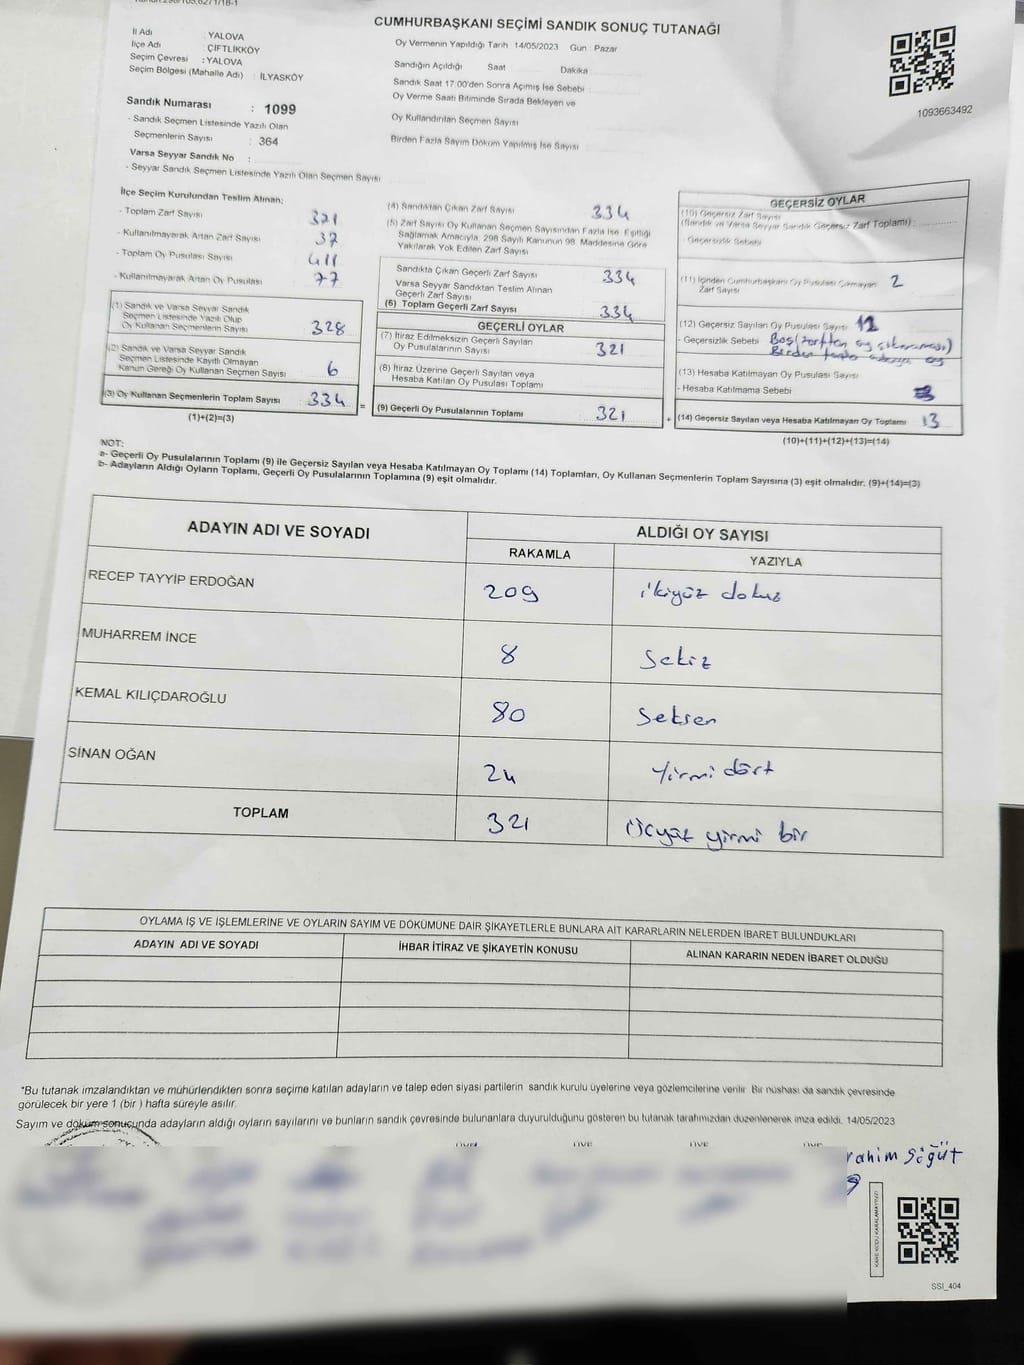 CUMHURBAŞKANI SEÇİMİ SANDIK SONUÇ TUTANAĞI
İl Adı : YALOVA
İlçe Adı : ÇİFTLİKKÖY
Seçim Çevresi : YALOVA
Seçim Bölgesi (Mahalle Adı) : İLYASKÖY
Sandık Numarası : 1099
- Sandık Seçmen Listesinde Yazılı Olan
Seçmenlerin Sayısı : 364
Varsa Seyyar Sandık No :
- Seyyar Sandık Seçmen Listesinde Yazılı Olan Seçmen Sayısı
Oy Vermenin Yapıldığı Tarih 14/05/2023 Gün : Pazar
Sandığın Açıldığı Saat Dakika
Sandık Saat 17:00'den Sonra Açımış İse Sebebi
Oy Verme Saati Bitiminde Sırada Bekleyen ve
Oy Kullandırılan Seçmen Sayısı
Birden Fazla Sayım Döküm Yapılmış İse Sayısı
1093663492
İlçe Seçim Kurulundan Teslim Alınan;
- Toplam Zarf Sayısı 371
- Kullanılmayarak Artan Zarf Sayısı 37
- Toplam Oy Pusulası Sayısı 411
- Kullanılmayarak Artan Oy Pusulası 77
(1) Sandık ve Varsa Seyyar Sandık
Seçmen Listesinde Yazılı Olup
Oy Kullanan Seçmenlerin Sayısı 328
(2) Sandık ve Varsa Seyyar Sandık
Seçmen Listesinde Kayıtlı Olmayan
Kanun Gereği Oy Kullanan Seçmen Sayısı 6
(3) Oy Kullanan Seçmenlerin Toplam Sayısı 334
(1)+(2)=(3)
(4) Sandıktan Çıkan Zarf Sayısı 334
(5) Zarf Sayısı Oy Kullanan Seçmen Sayısından Fazla İse, Eşitliği
Sağlamak Amacıyla, 298 Sayılı Kanunun 98. Maddesine Göre
Yakılarak Yok Edilen Zarf Sayısı
Sandıkta Çıkan Geçerli Zarf Sayısı 334
Varsa Seyyar Sandıktan Teslim Alınan
Geçerli Zarf Sayısı
(6) Toplam Geçerli Zarf Sayısı 334
GEÇERLİ OYLAR
(7) İtiraz Edilmeksizin Geçerli Sayılan
Oy Pusulalarının Sayısı 321
(8) İtiraz Üzerine Geçerli Sayılan veya
Hesaba Katılan Oy Pusulası Toplamı
= (9) Geçerli Oy Pusulalarının Toplamı 321
GEÇERSİZ OYLAR
(10) Geçersiz Zarf Sayısı
(Sandık ve Varsa Seyyar Sandık Geçersiz Zarf Toplamı) :
- Geçersizlik Sebebi
(11) İçinden Cumhurbaşkanı Oy Pusulası Çıkmayan
Zarf Sayısı 2
(12) Geçersiz Sayılan Oy Pusulası Sayısı
- Geçersizlik Sebebi Boş (zarftan oy çıkmaması)
Birden oy
(13) Hesaba Katılmayan Oy Pusulası Sayısı
- Hesaba Katılmama Sebebi
+ (14) Geçersiz Sayılan veya Hesaba Katılmayan Oy Toplamı 13
(10)+(11)+(12)+(13)=(14)
NOT:
a- Geçerli Oy Pusulalarının Toplamı (9) ile Geçersiz Sayılan veya Hesaba Katılmayan Oy Toplamı (14) Toplamları, Oy Kullanan Seçmenlerin Toplam Sayısına (3) eşit olmalıdır. (9)+(14)=(3)
b- Adayların Aldığı Oyların Toplamı, Geçerli Oy Pusulalarının Toplamına (9) eşit olmalıdır.
ADAYIN ADI VE SOYADI ALDIĞI OY SAYISI
RAKAMLA YAZIYLA
RECEP TAYYİP ERDOĞAN 209 ikiyüz dokuz
MUHARREM İNCE 8 Sekiz
KEMAL KILIÇDAROĞLU 80 Seksen
SİNAN OĞAN 24 Yirmi dört
TOPLAM 321 Üçyüz yirmi bir
OYLAMA İŞ VE İŞLEMLERİNE VE OYLARIN SAYIM VE DÖKÜMÜNE DAİR ŞİKAYETLERLE BUNLARA AİT KARARLARIN NELERDEN İBARET BULUNDUKLARI
ADAYIN ADI VE SOYADI İHBAR İTİRAZ VE ŞİKAYETİN KONUSU ALINAN KARARIN NEDEN İBARET OLDUĞU
*Bu tutanak imzalandıktan ve mühürlendikten sonra seçime katılan adayların ve talep eden siyasi partilerin sandık kurulu üyelerine veya gözlemcilerine verilir. Bir nüshası da sandık çevresinde
görülecek bir yere 1 (bir ) hafta süreyle asılır.
Sayım ve döküm sonucunda adayların aldığı oyların sayılarını ve bunların sandık çevresinde bulunanlara duyurulduğunu gösteren bu tutanak tarafımızdan düzenlenerek imza edildi. 14/05/2023
rahim Söğüt
KARE KODU KARALAMAYINIZ!
SSI_404